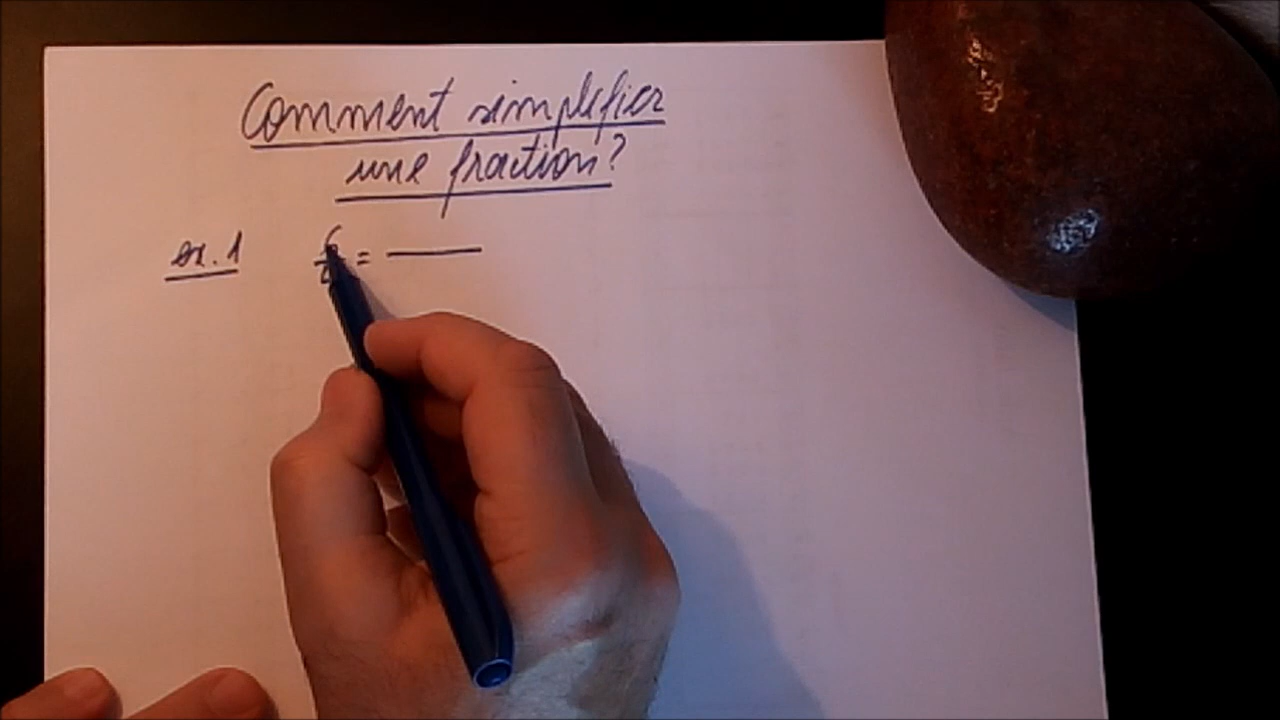 Comment simplifier
une fraction?
ex. 1 =